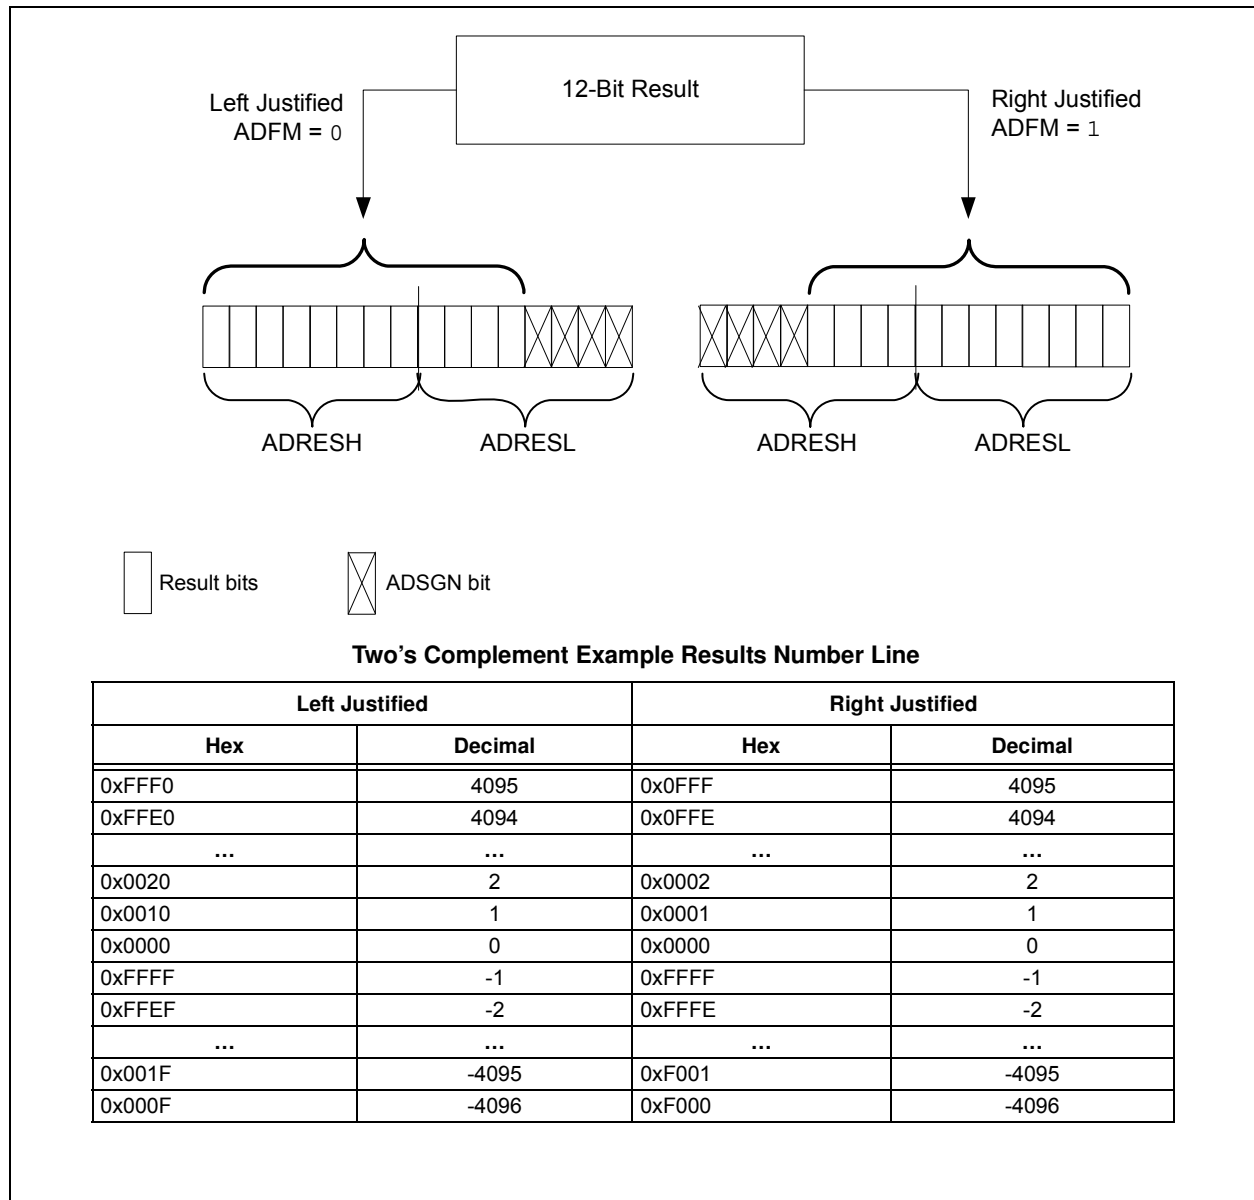 12-Bit Result
Left Justified
ADFM = 0
Right Justified
ADFM = 1
ADRESH
ADRESL
ADRESH
ADRESL
Result bits
ADSGN bit
Two's Complement Example Results Number Line
Left Justified Right Justified
Hex Decimal Hex Decimal
0xFFF0 4095 0x0FFF 4095
0xFFE0 4094 0x0FFE 4094
... ... ... ...
0x0020 2 0x0002 2
0x0010 1 0x0001 1
0x0000 0 0x0000 0
0xFFFF -1 0xFFFF -1
0xFFEF -2 0xFFFE -2
... ... ... ...
0x001F -4095 0xF001 -4095
0x000F -4096 0xF000 -4096